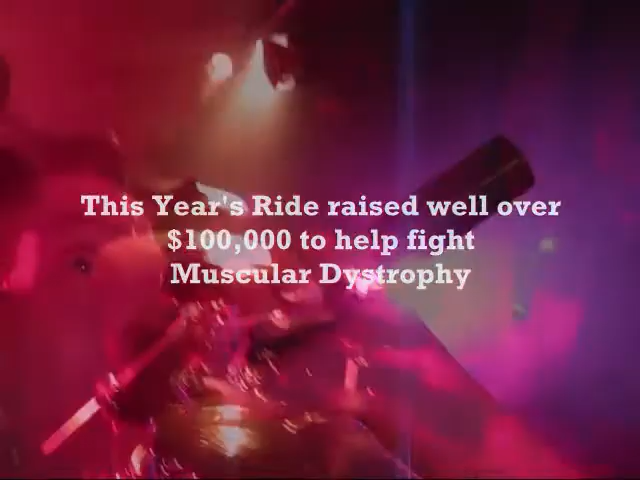 This Year's Ride raised well over
$100,000 to help fight
Muscular Dystrophy